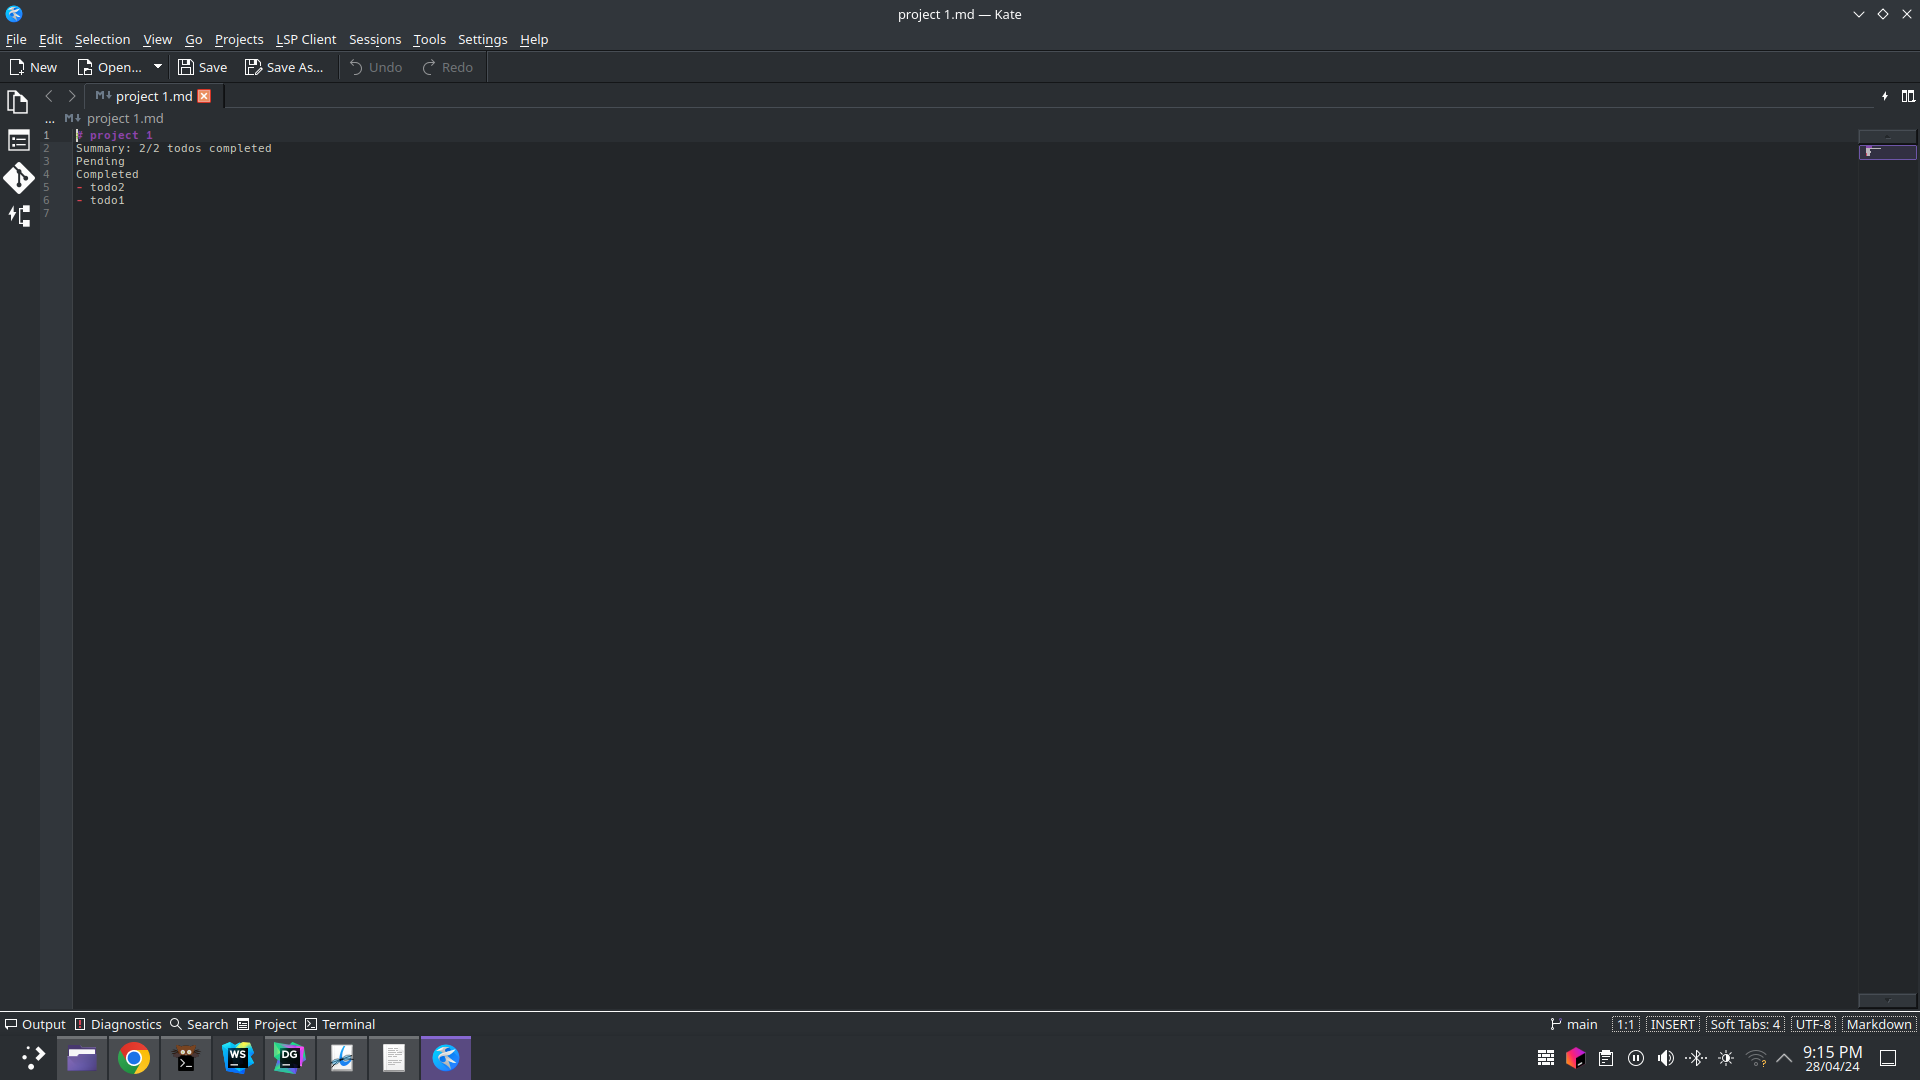 project 1.md — Kate
File Edit Selection View Go Projects LSP Client Sessions Tools Settings Help
New Open... Save Save As... Undo Redo
M↓ project 1.md
... M↓ project 1.md
1 # project 1
2 Summary: 2/2 todos completed
3 Pending
4 Completed
5 - todo2
6 - todo1
7
Output Diagnostics Search Project Terminal main 1:1 INSERT Soft Tabs: 4 UTF-8 Markdown
WS DG 9:15 PM
28/04/24